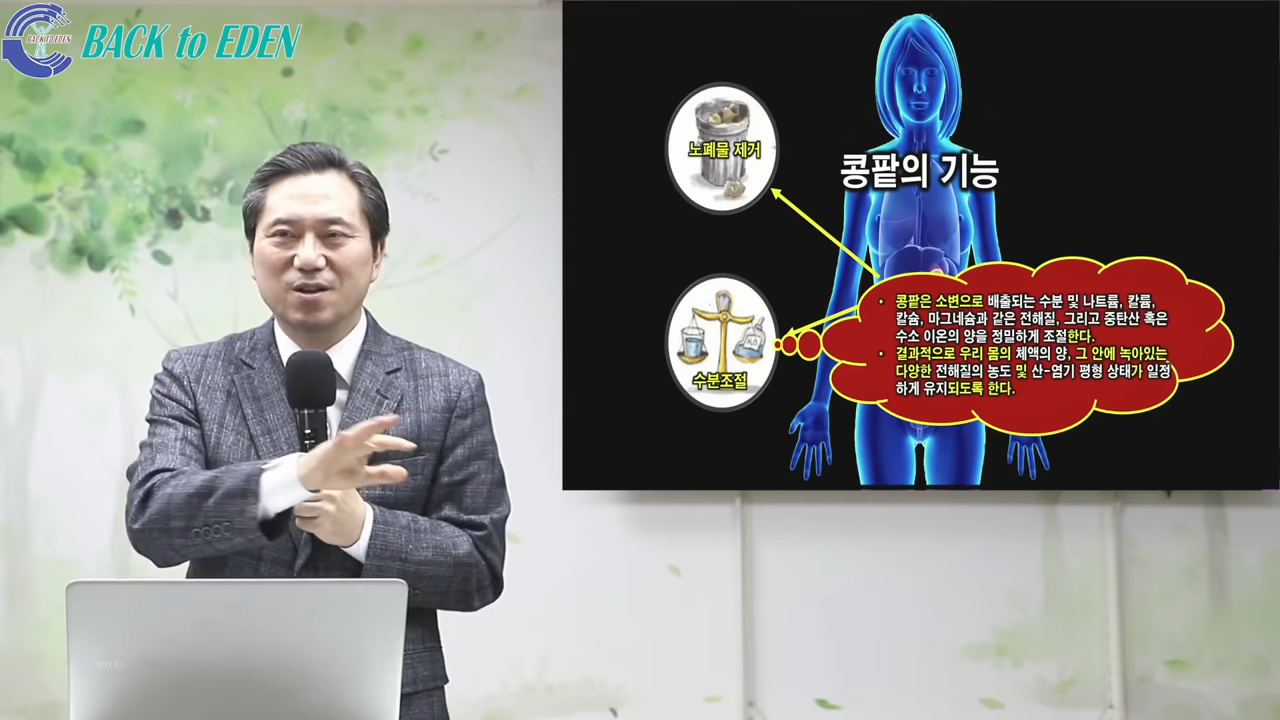 BACK TO EDEN
BACK to EDEN
노폐물 제거
콩팥의 기능
수분조절
• 콩팥은 소변으로 배출되는 수분 및 나트륨, 칼륨,
칼슘, 마그네슘과 같은 전해질, 그리고 중탄산 혹은
수소 이온의 양을 정밀하게 조절한다.
• 결과적으로 우리 몸의 체액의 양, 그 안에 녹아있는
다양한 전해질의 농도 및 산-염기 평형 상태가 일정
하게 유지되도록 한다.